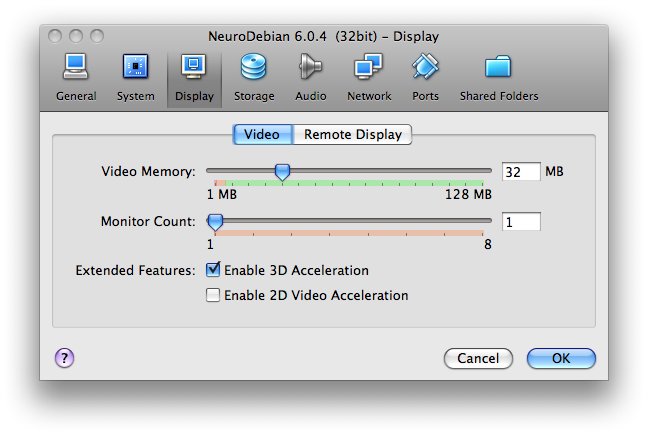 NeuroDebian 6.0.4 (32bit) – Display
General System Display Storage Audio Network Ports Shared Folders
Video Remote Display
Video Memory: 32 MB
1 MB 128 MB
Monitor Count: 1
1 8
Extended Features: Enable 3D Acceleration
Enable 2D Video Acceleration
? Cancel OK